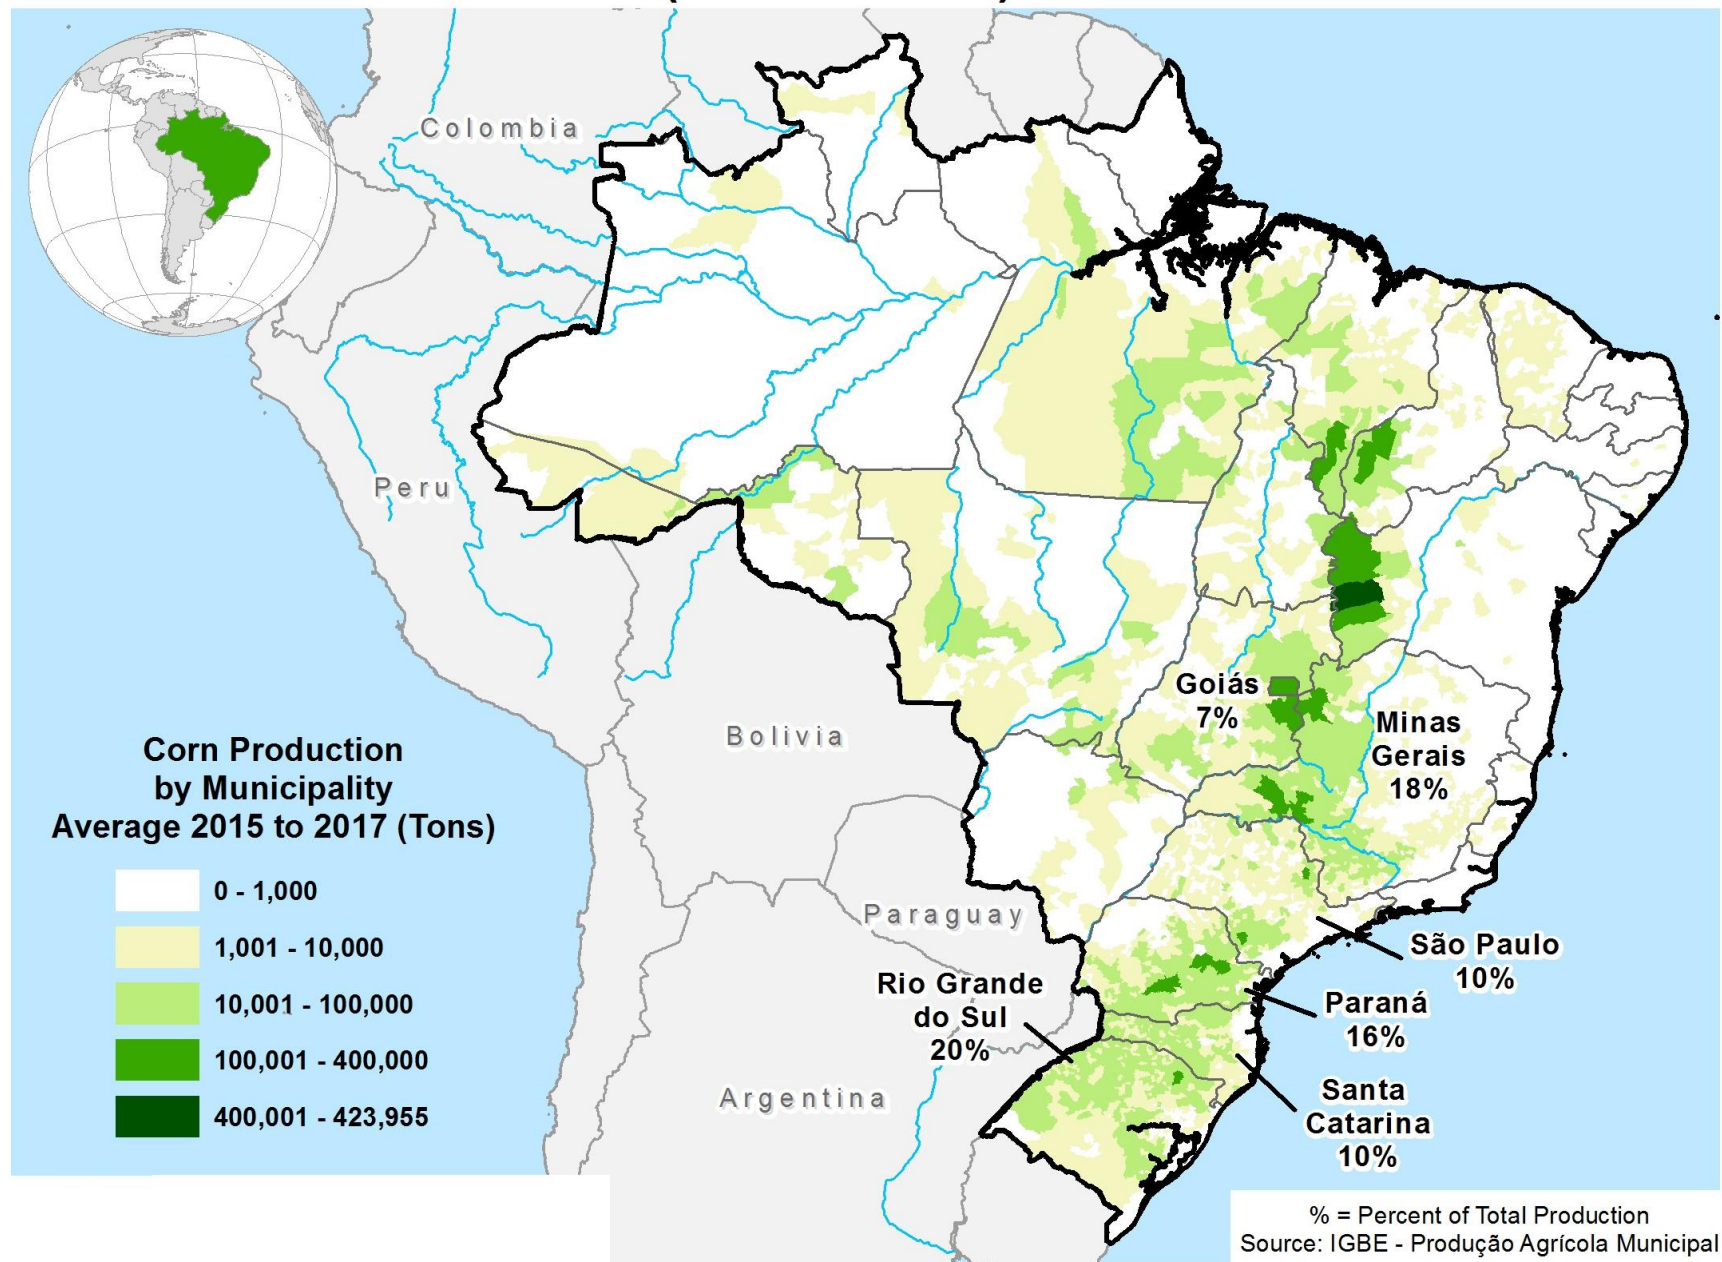 Colombia
Peru
Bolivia
Paraguay
Argentina
Goiás
7%
Minas
Gerais
18%
São Paulo
10%
Paraná
16%
Santa
Catarina
10%
Rio Grande
do Sul
20%
Corn Production
by Municipality
Average 2015 to 2017 (Tons)
0 - 1,000
1,001 - 10,000
10,001 - 100,000
100,001 - 400,000
400,001 - 423,955
% = Percent of Total Production
Source: IGBE - Produção Agrícola Municipal